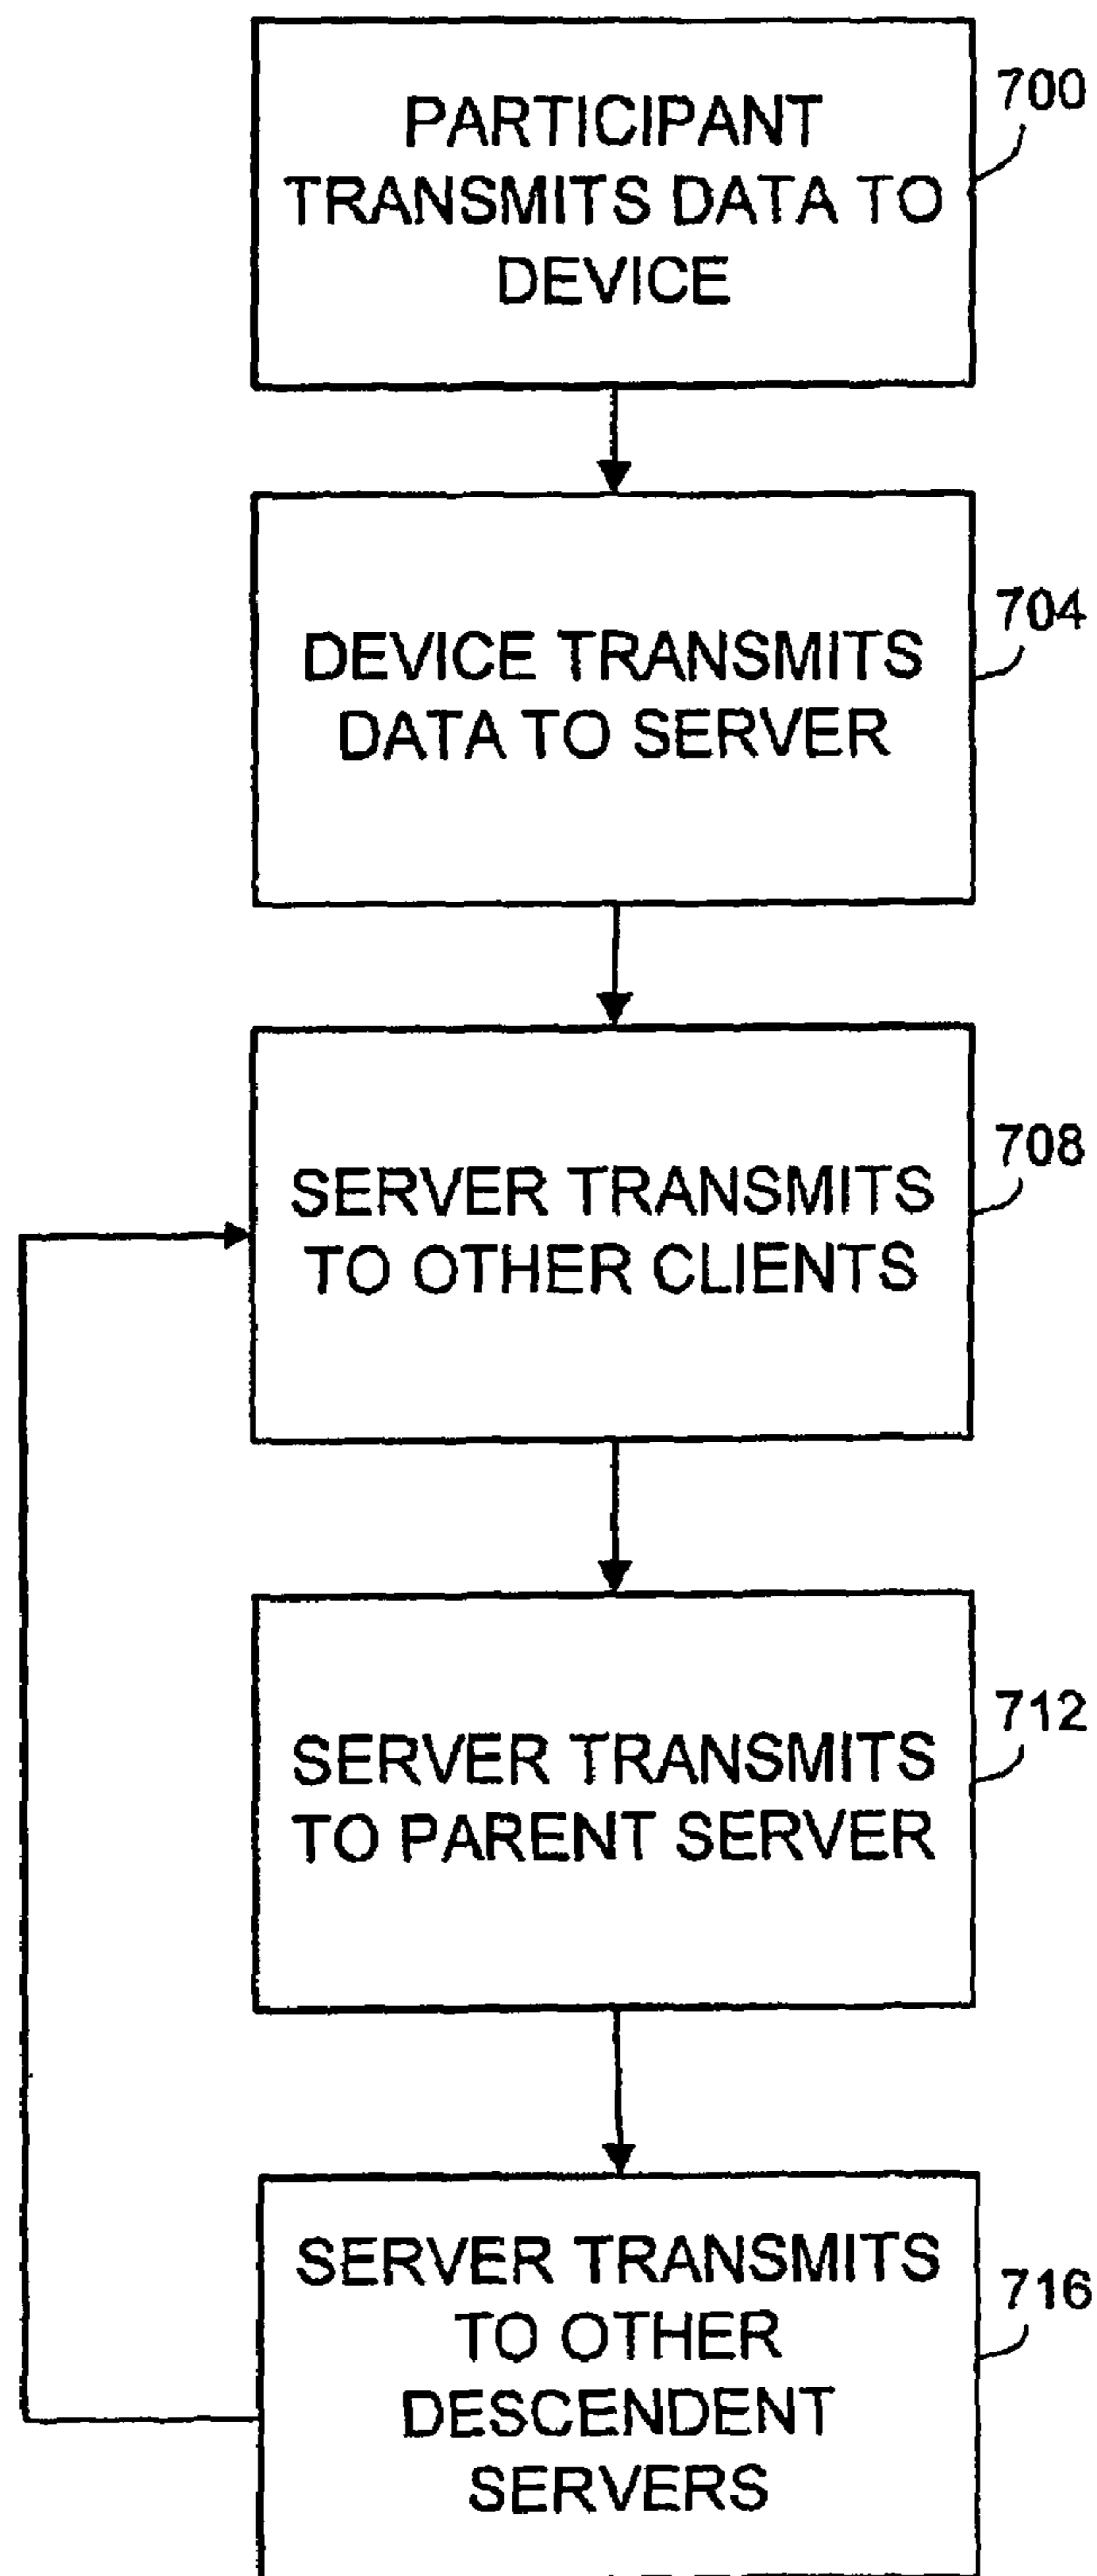 PARTICIPANT
TRANSMITS DATA TO
DEVICE
700
DEVICE TRANSMITS
DATA TO SERVER
704
SERVER TRANSMITS
TO OTHER CLIENTS
708
SERVER TRANSMITS
TO PARENT SERVER
712
SERVER TRANSMITS
TO OTHER
DESCENDENT
SERVERS
716